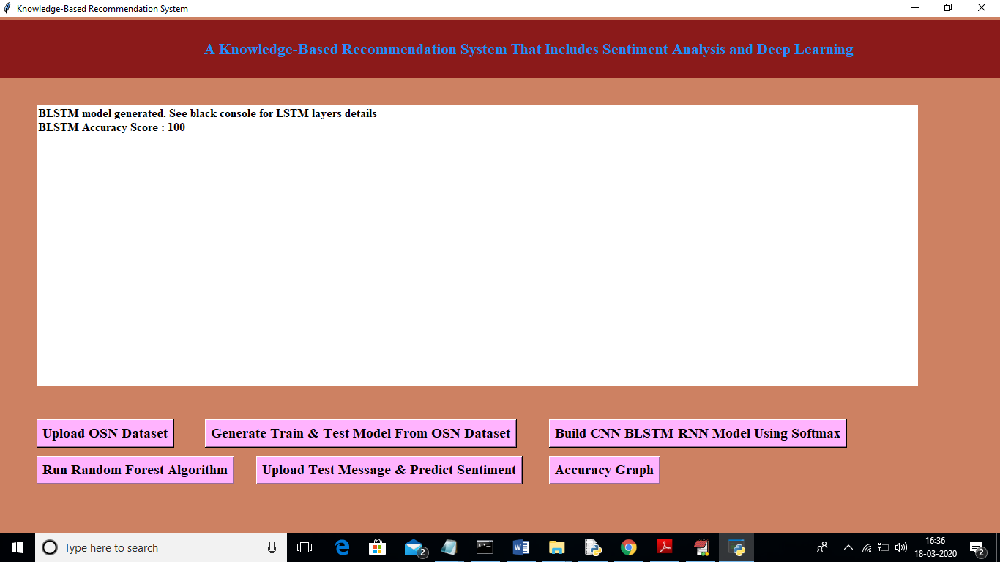 Knowledge-Based Recommendation System
A Knowledge-Based Recommendation System That Includes Sentiment Analysis and Deep Learning
BLSTM model generated. See black console for LSTM layers details
BLSTM Accuracy Score : 100
Upload OSN Dataset
Generate Train & Test Model From OSN Dataset
Build CNN BLSTM-RNN Model Using Softmax
Run Random Forest Algorithm
Upload Test Message & Predict Sentiment
Accuracy Graph
Type here to search
2
16:36
18-03-2020
2